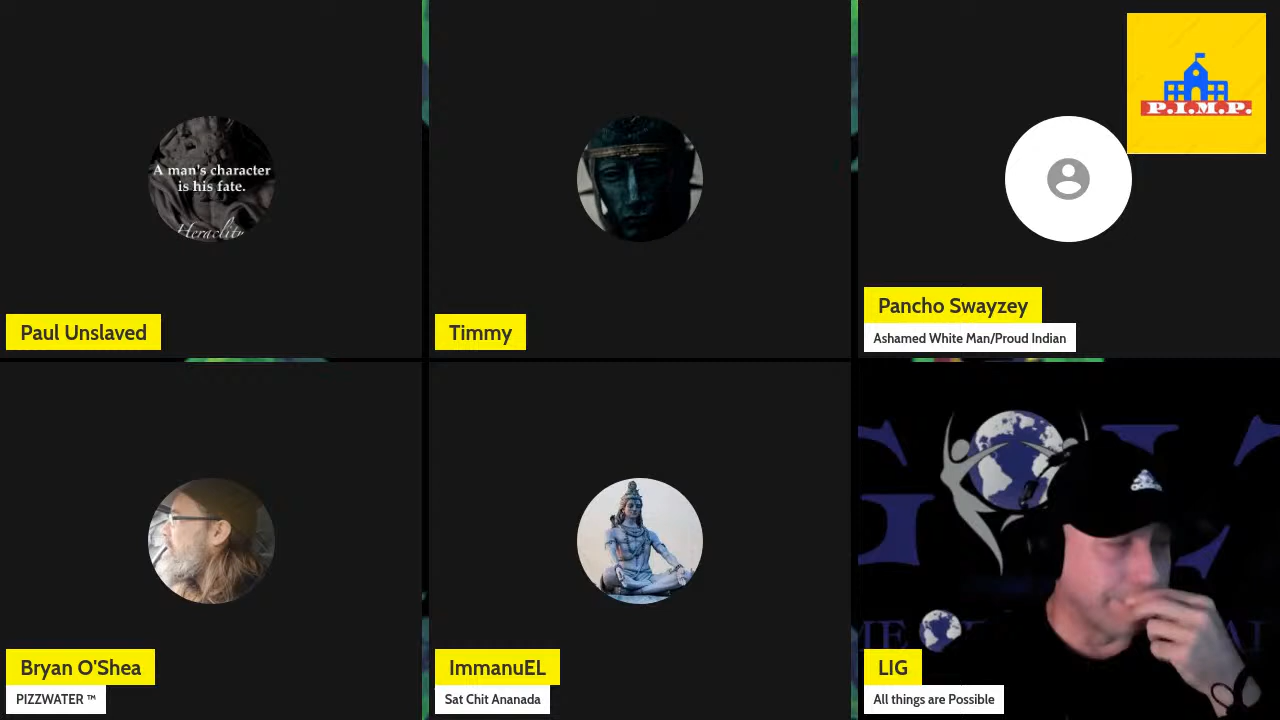 A man's character
is his fate.
Paul Unslaved
Timmy
P.I.M.P.
Pancho Swayzey
Ashamed White Man/Proud Indian
Bryan O'Shea
PIZZWATER ™
ImmanuEL
Sat Chit Ananada
LIG
All things are Possible